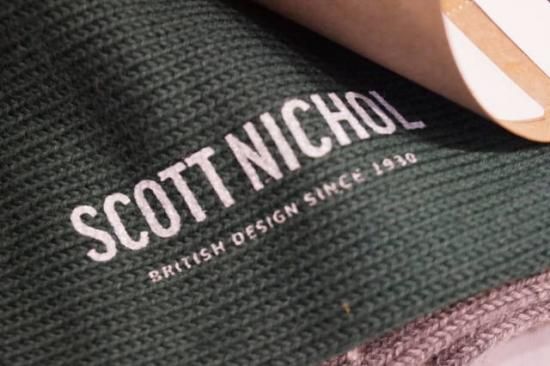 SCOTT NICHOL
BRITISH DESIGN SINCE 1930